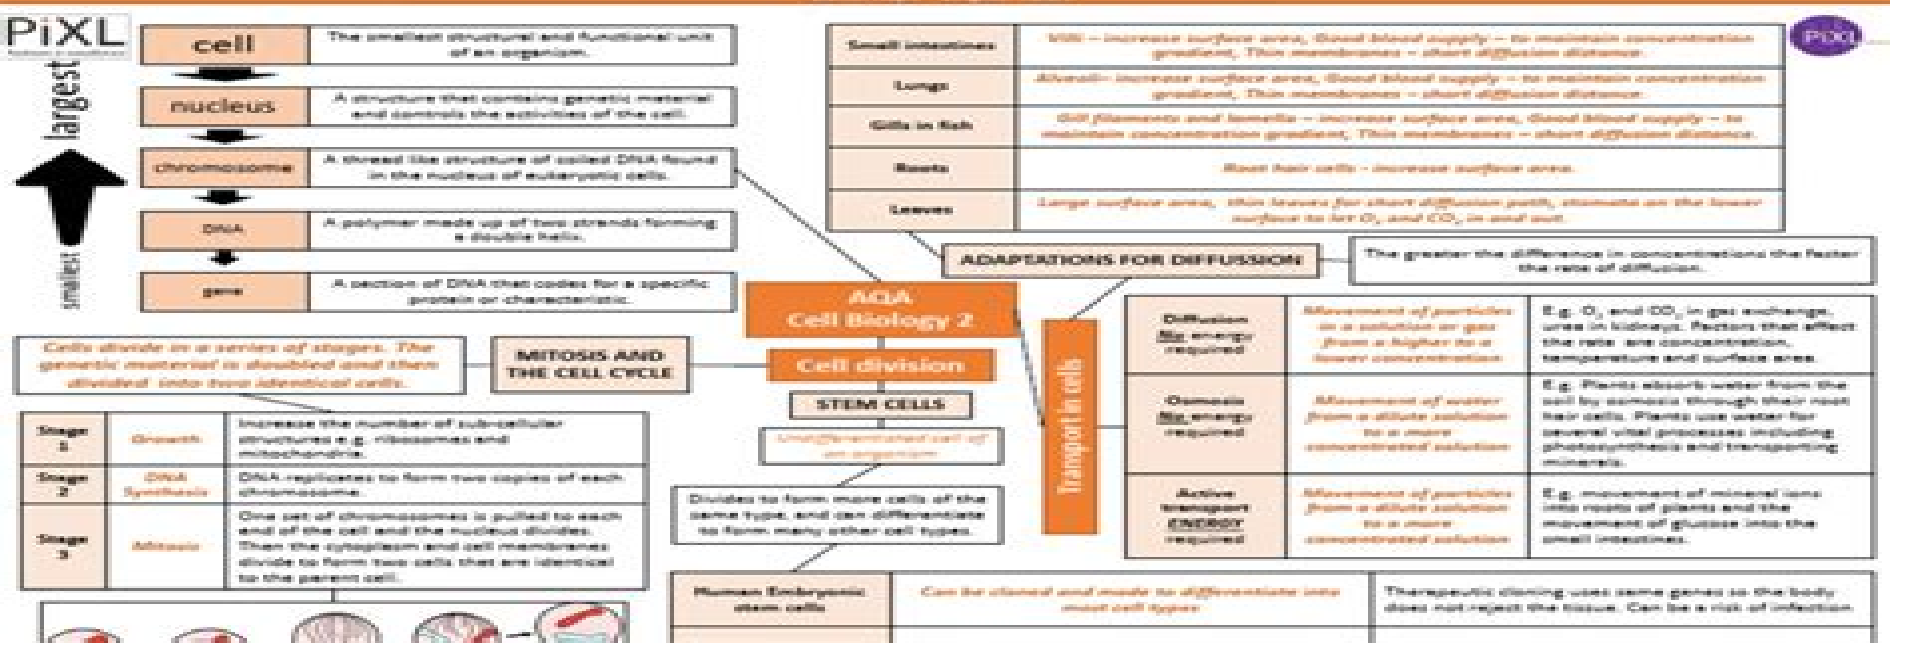 PiXL
largest
smallest
cell
The smallest structural and functional unit
of an organism.
nucleus
A structure that contains genetic material
and controls the activities of the cell.
chromosome
A thread like structure of coiled DNA found
in the nucleus of eukaryotic cells.
DNA
A polymer made up of two strands forming
a double helix.
gene
A section of DNA that codes for a specific
protein or characteristic.
Small intestines
Villi – increase surface area, Good blood supply – to maintain concentration
gradient, Thin membranes – short diffusion distance.
Lungs
Alveoli– increase surface area, Good blood supply – to maintain concentration
gradient, Thin membranes – short diffusion distance.
Gills in fish
Gill filaments and lamella – increase surface area, Good blood supply – to
maintain concentration gradient, Thin membranes – short diffusion distance.
Roots
Root hair cells - increase surface area.
Leaves
Large surface area, thin leaves for short diffusion path, stomata on the lower
surface to let O₂ and CO₂ in and out.
PiXL
ADAPTATIONS FOR DIFFUSSION
The greater the difference in concentrations the faster
the rate of diffusion.
AQA
Cell Biology 2
Cell division
Cells divide in a series of stages. The
genetic material is doubled and then
divided into two identical cells.
MITOSIS AND
THE CELL CYCLE
Stage
1
Growth
Increase the number of sub-cellular
structures e.g. ribosomes and
mitochondria.
Stage
2
DNA
Synthesis
DNA replicates to form two copies of each
chromosome.
Stage
3
Mitosis
One set of chromosomes is pulled to each
end of the cell and the nucleus divides.
Then the cytoplasm and cell membranes
divide to form two cells that are identical
to the parent cell.
STEM CELLS
Undifferentiated cell of
an organism
Divides to form more cells of the
same type, and can differentiate
to form many other cell types.
Human Embryonic
stem cells
Can be cloned and made to differentiate into
most cell types
Therapeutic cloning uses same genes so the body
does not reject the tissue. Can be a risk of infection
Transport in cells
Diffusion
No energy
required
Movement of particles
in a solution or gas
from a higher to a
lower concentration
E.g. O₂ and CO₂ in gas exchange,
urea in kidneys. Factors that affect
the rate are concentration,
temperature and surface area.
Osmosis
No energy
required
Movement of water
from a dilute solution
to a more
concentrated solution
E.g. Plants absorb water from the
soil by osmosis through their root
hair cells. Plants use water for
several vital processes including
photosynthesis and transporting
minerals.
Active
transport
ENERGY
required
Movement of particles
from a dilute solution
to a more
concentrated solution
E.g. movement of mineral ions
into roots of plants and the
movement of glucose into the
small intestines.